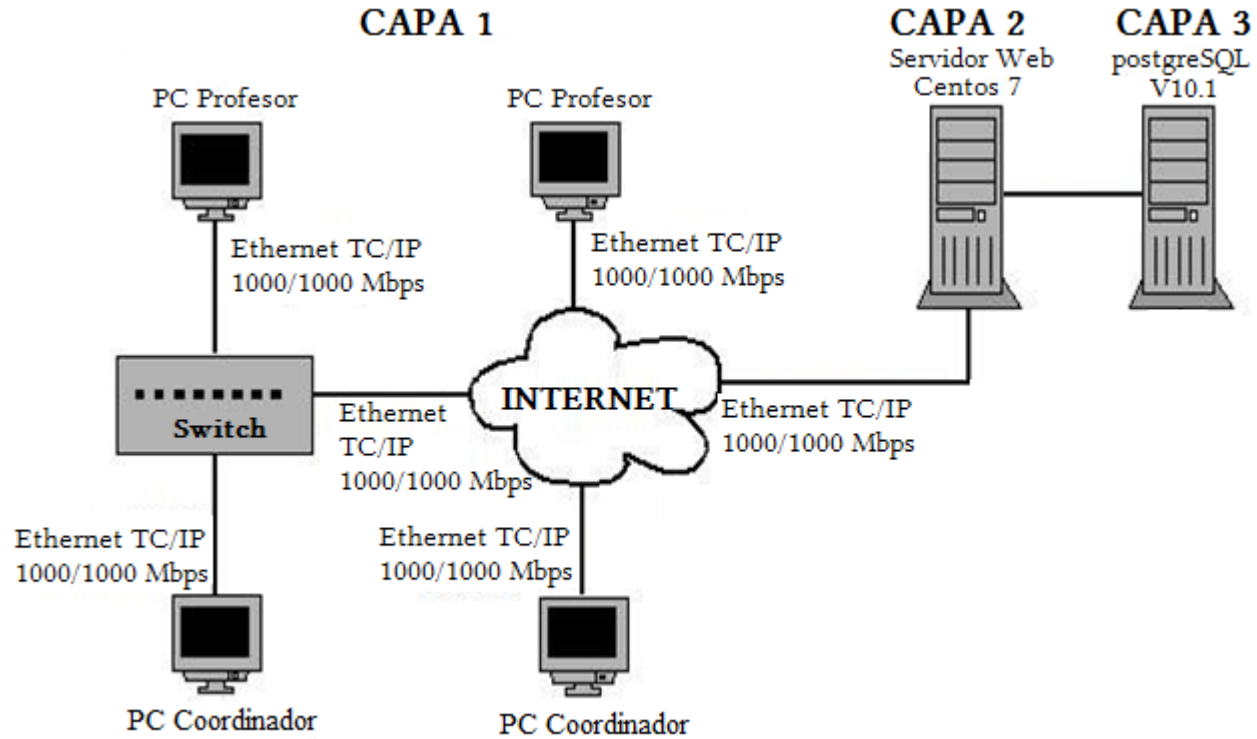 CAPA 1
CAPA 2
CAPA 3
Servidor Web
Centos 7
postgreSQL
V10.1
PC Profesor
PC Profesor
Ethernet TC/IP
1000/1000 Mbps
Ethernet TC/IP
1000/1000 Mbps
Switch
Ethernet
TC/IP
1000/1000 Mbps
INTERNET
Ethernet TC/IP
1000/1000 Mbps
Ethernet TC/IP
1000/1000 Mbps
Ethernet TC/IP
1000/1000 Mbps
PC Coordinador
PC Coordinador